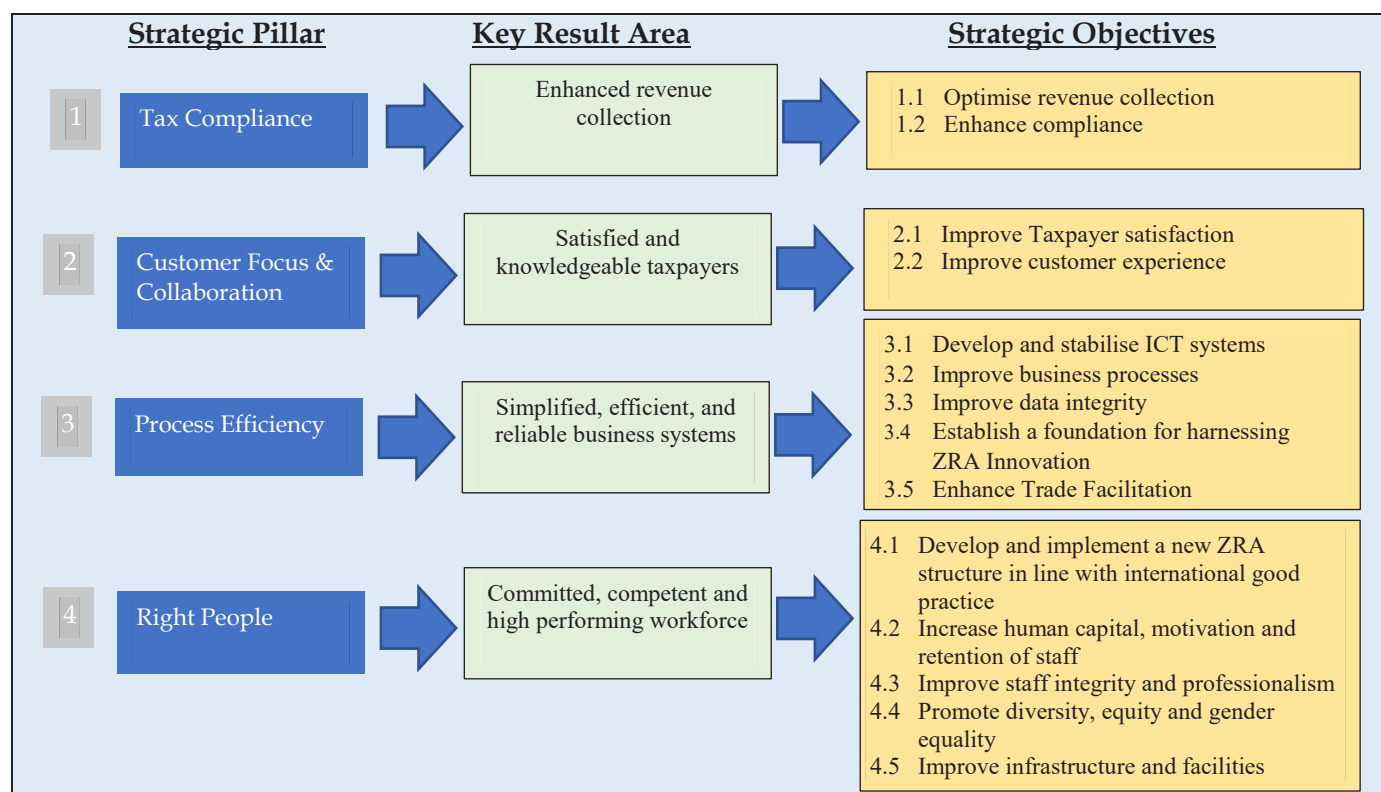 Strategic Pillar Key Result Area Strategic Objectives
1
Tax Compliance
Enhanced revenue
collection
1.1 Optimise revenue collection
1.2 Enhance compliance
2
Customer Focus &
Collaboration
Satisfied and
knowledgeable taxpayers
2.1 Improve Taxpayer satisfaction
2.2 Improve customer experience
3
Process Efficiency
Simplified, efficient, and
reliable business systems
3.1 Develop and stabilise ICT systems
3.2 Improve business processes
3.3 Improve data integrity
3.4 Establish a foundation for harnessing
ZRA Innovation
3.5 Enhance Trade Facilitation
4
Right People
Committed, competent and
high performing workforce
4.1 Develop and implement a new ZRA
structure in line with international good
practice
4.2 Increase human capital, motivation and
retention of staff
4.3 Improve staff integrity and professionalism
4.4 Promote diversity, equity and gender
equality
4.5 Improve infrastructure and facilities